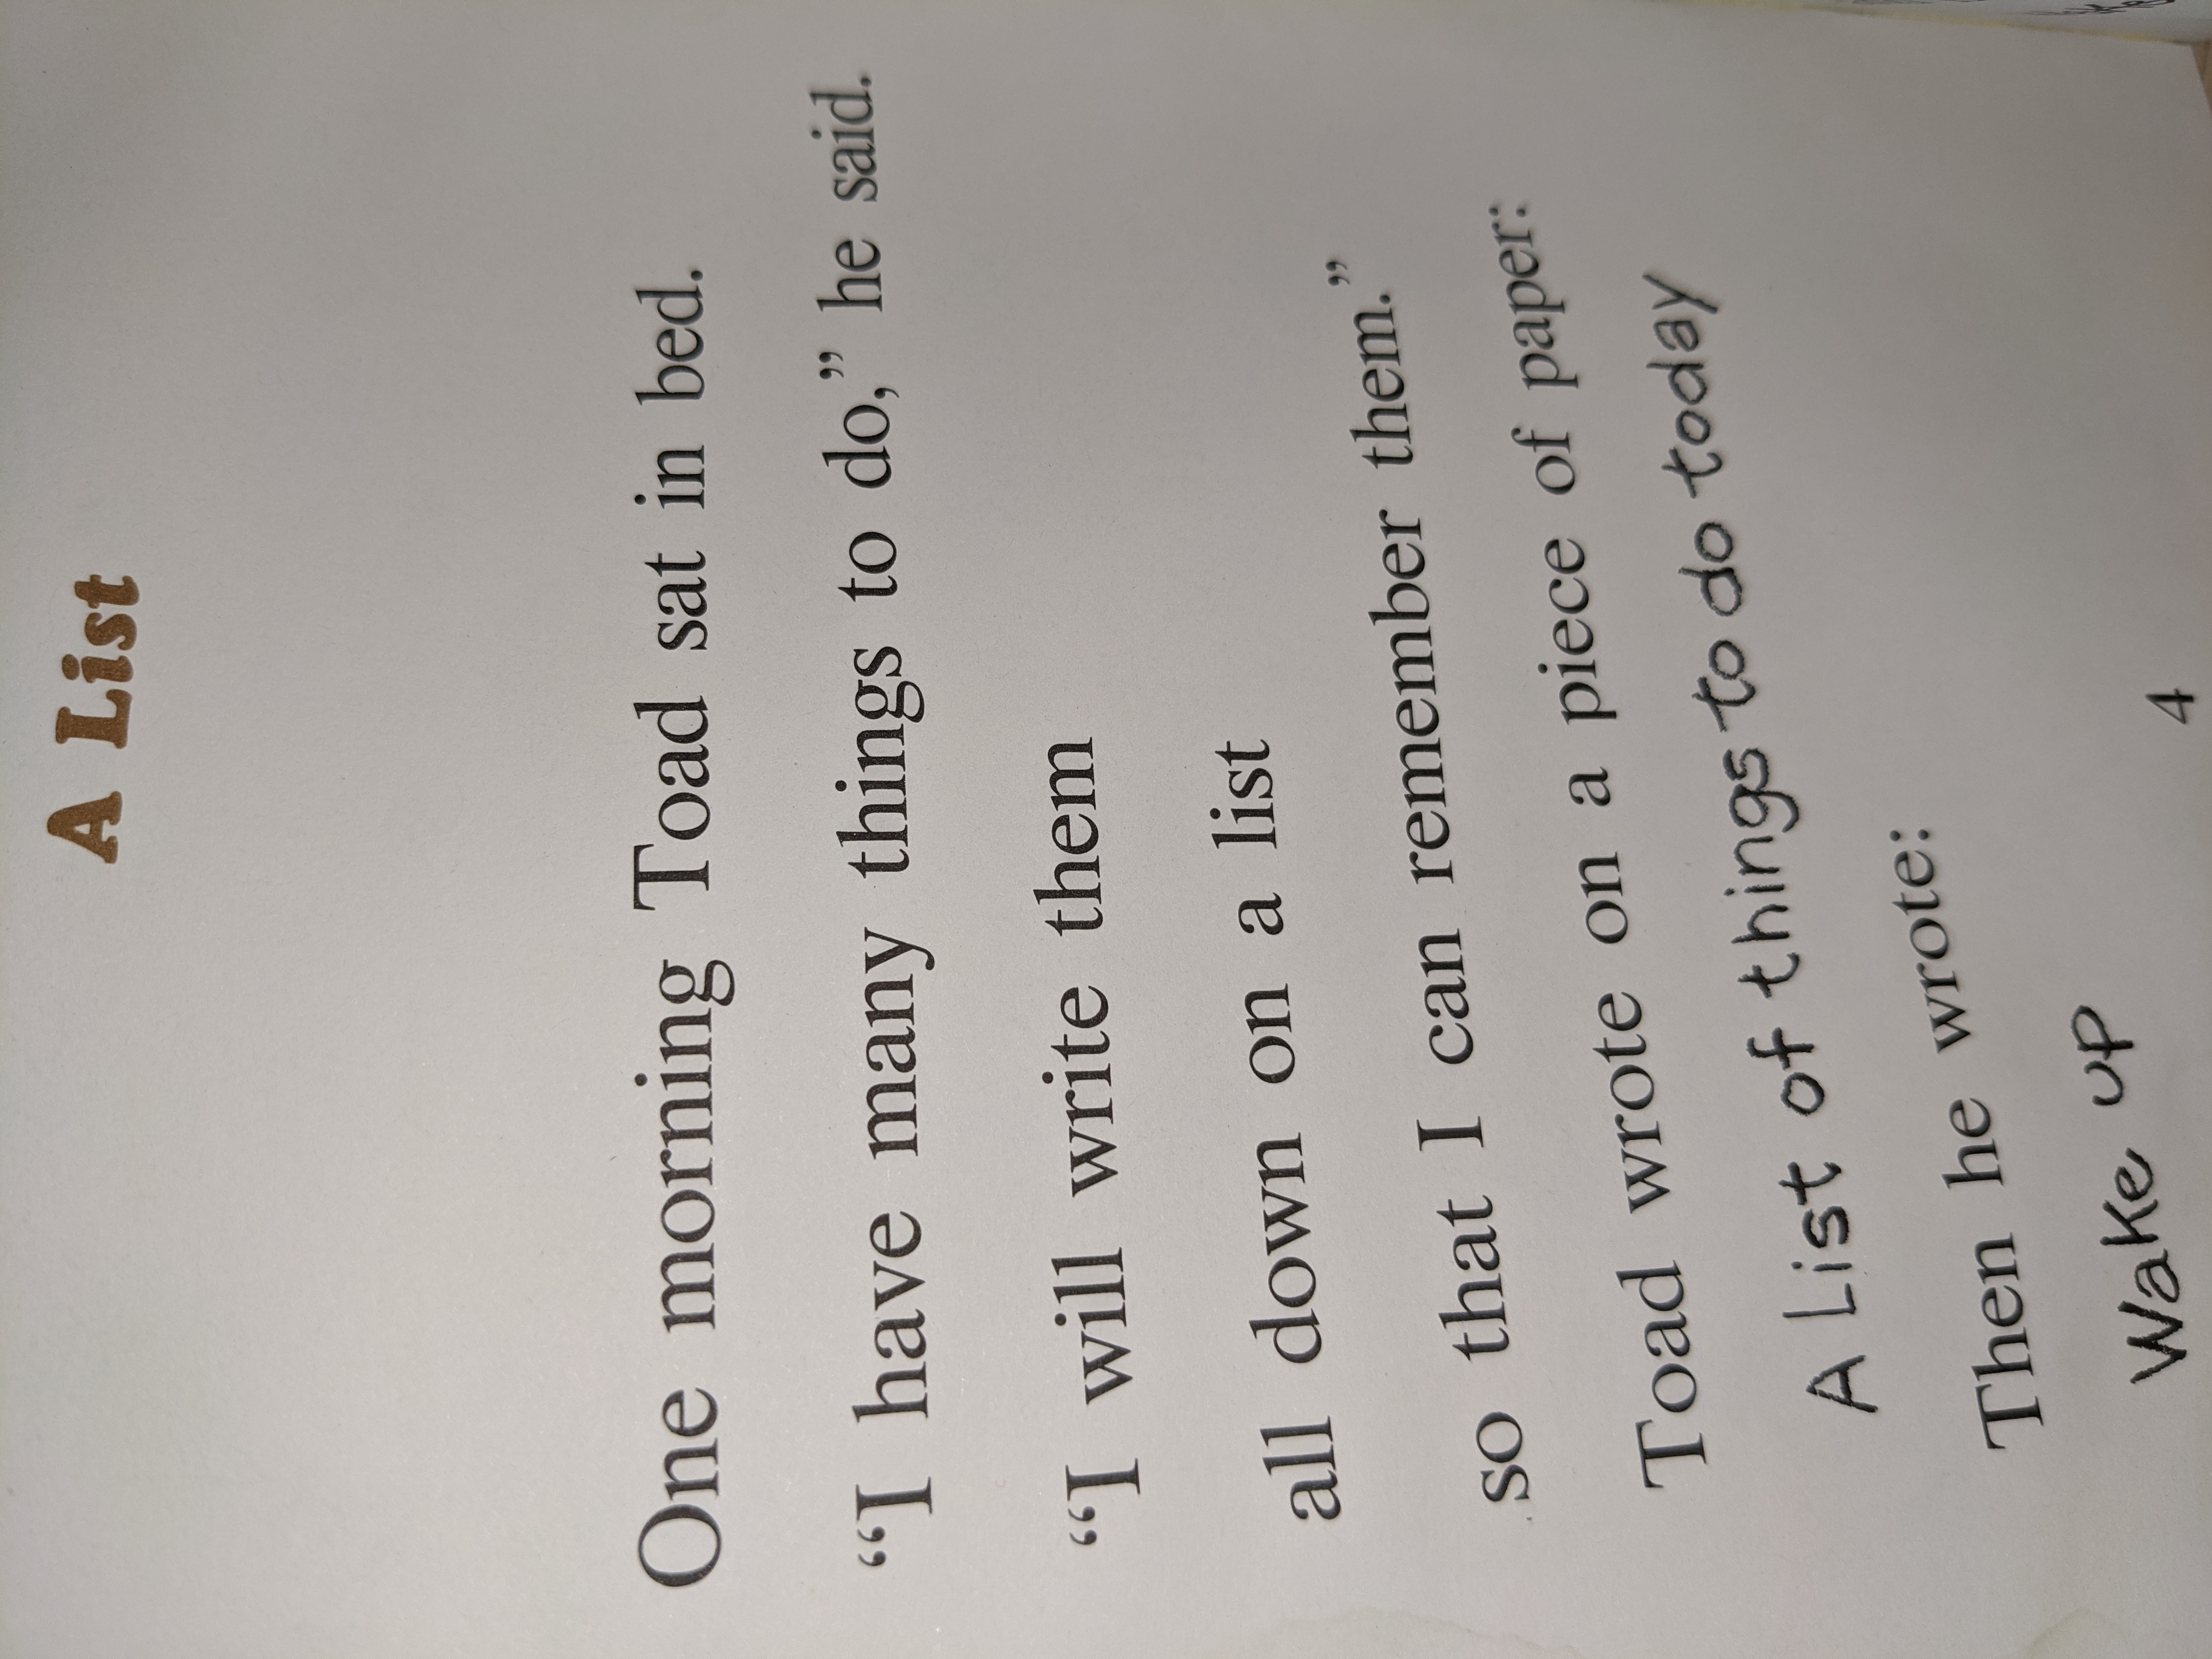 A List
One morning Toad sat in bed.
“I have many things to do,” he said.
“I will write them
all down on a list
so that I can remember them.”
Toad wrote on a piece of paper:
A List of things to do today
Then he wrote:
Wake up
4